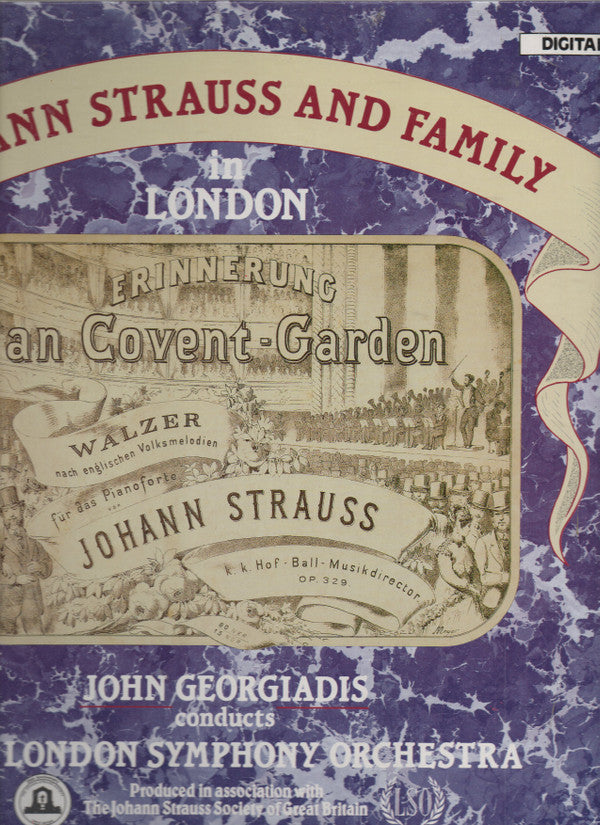 DIGITA
ANN STRAUSS AND FAMILY
in
LONDON
ERINNERUNG
an Covent-Garden
WALZER
nach englischen Volksmelodien
für das Pianoforte
von
JOHANN STRAUSS
k. k. Hof-Ball-Musikdirector
OP. 329
JOHN GEORGIADIS
conducts
LONDON SYMPHONY ORCHESTRA
Produced in association with
The Johann Strauss Society of Great Britain
LSO